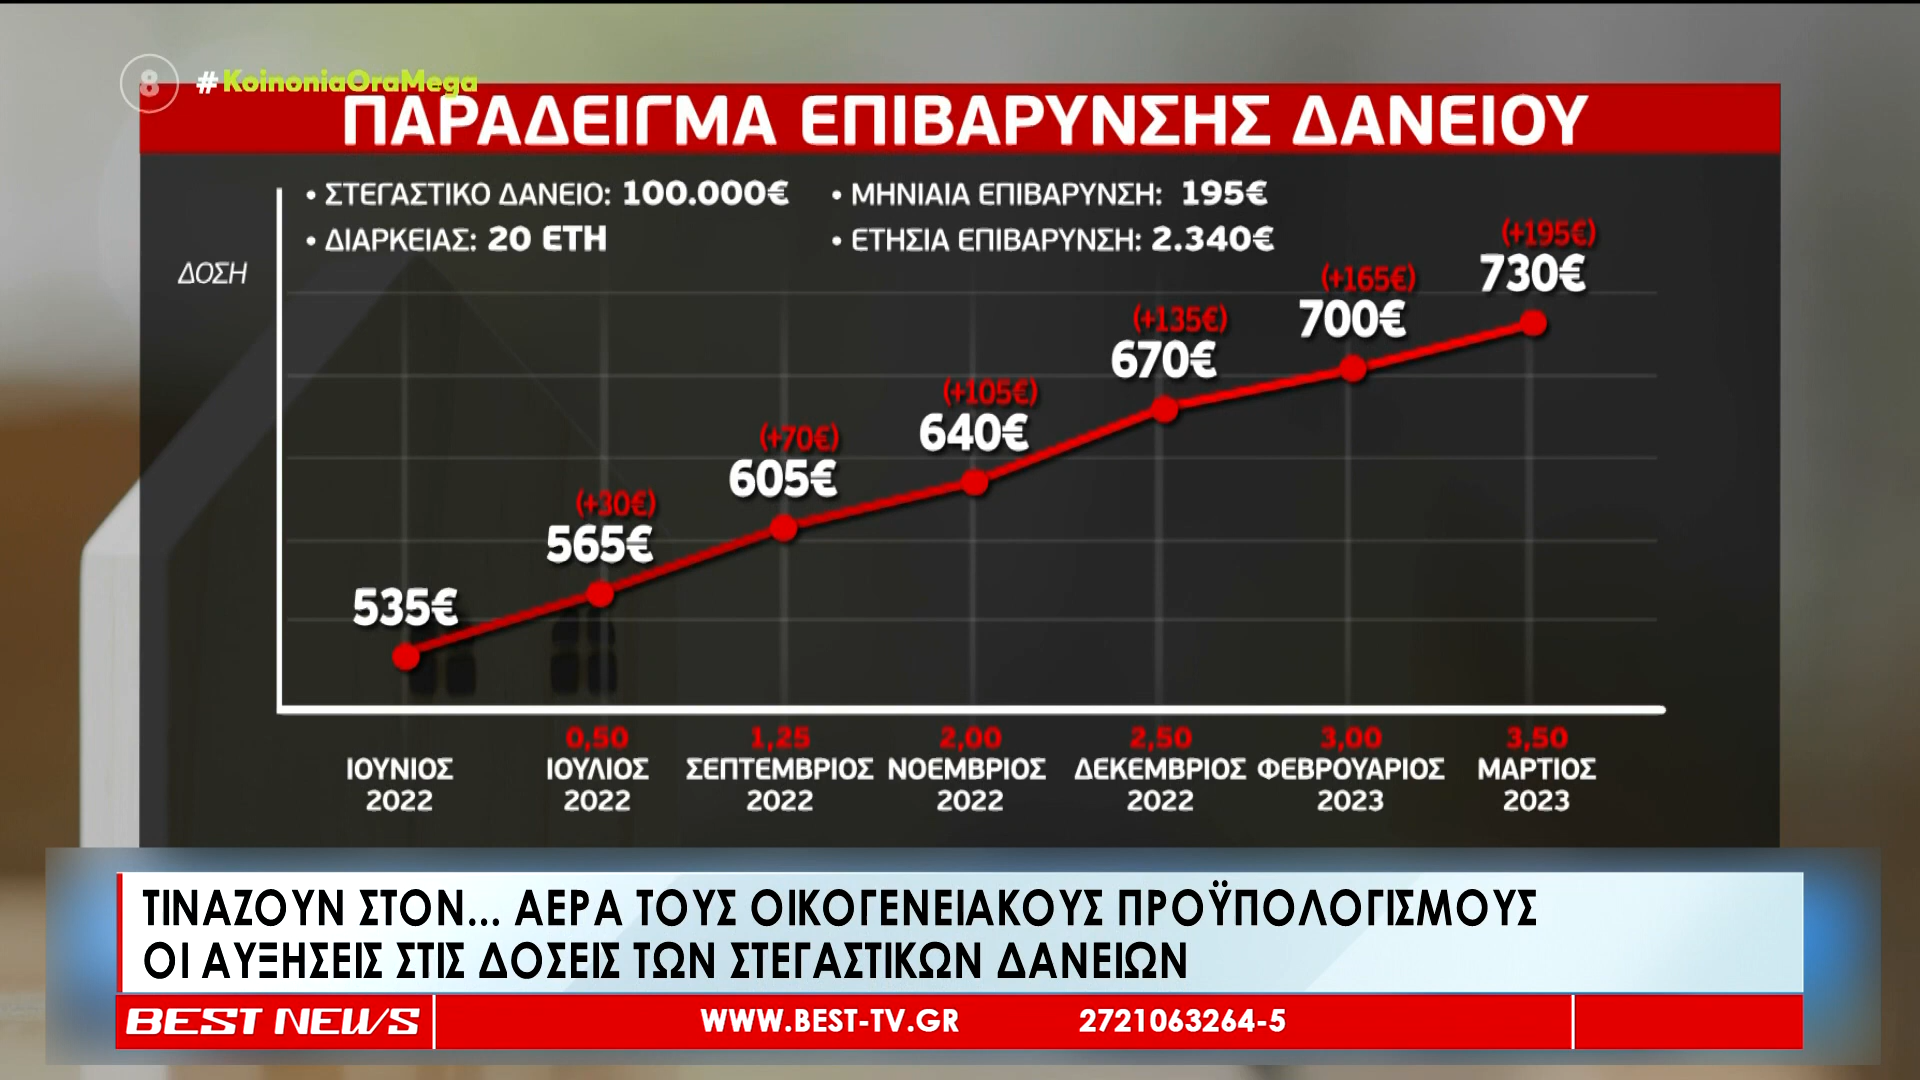 8 #KoinoniaOraMega
ΠΑΡΑΔΕΙΓΜΑ ΕΠΙΒΑΡΥΝΣΗΣ ΔΑΝΕΙΟΥ
• ΣΤΕΓΑΣΤΙΚΟ ΔΑΝΕΙΟ: 100.000€
• ΔΙΑΡΚΕΙΑΣ: 20 ΕΤΗ
• ΜΗΝΙΑΙΑ ΕΠΙΒΑΡΥΝΣΗ: 195€
• ΕΤΗΣΙΑ ΕΠΙΒΑΡΥΝΣΗ: 2.340€
ΔΟΣΗ
535€
(+30€)
565€
(+70€)
605€
(+105€)
640€
(+135€)
670€
(+165€)
700€
(+195€)
730€
ΙΟΥΝΙΟΣ
2022
0,50
ΙΟΥΛΙΟΣ
2022
1,25
ΣΕΠΤΕΜΒΡΙΟΣ
2022
2,00
ΝΟΕΜΒΡΙΟΣ
2022
2,50
ΔΕΚΕΜΒΡΙΟΣ
2022
3,00
ΦΕΒΡΟΥΑΡΙΟΣ
2023
3,50
ΜΑΡΤΙΟΣ
2023
ΤΙΝΑΖΟΥΝ ΣΤΟΝ... ΑΕΡΑ ΤΟΥΣ ΟΙΚΟΓΕΝΕΙΑΚΟΥΣ ΠΡΟΫΠΟΛΟΓΙΣΜΟΥΣ
ΟΙ ΑΥΞΗΣΕΙΣ ΣΤΙΣ ΔΟΣΕΙΣ ΤΩΝ ΣΤΕΓΑΣΤΙΚΩΝ ΔΑΝΕΙΩΝ
BEST NEWS WWW.BEST-TV.GR 2721063264-5